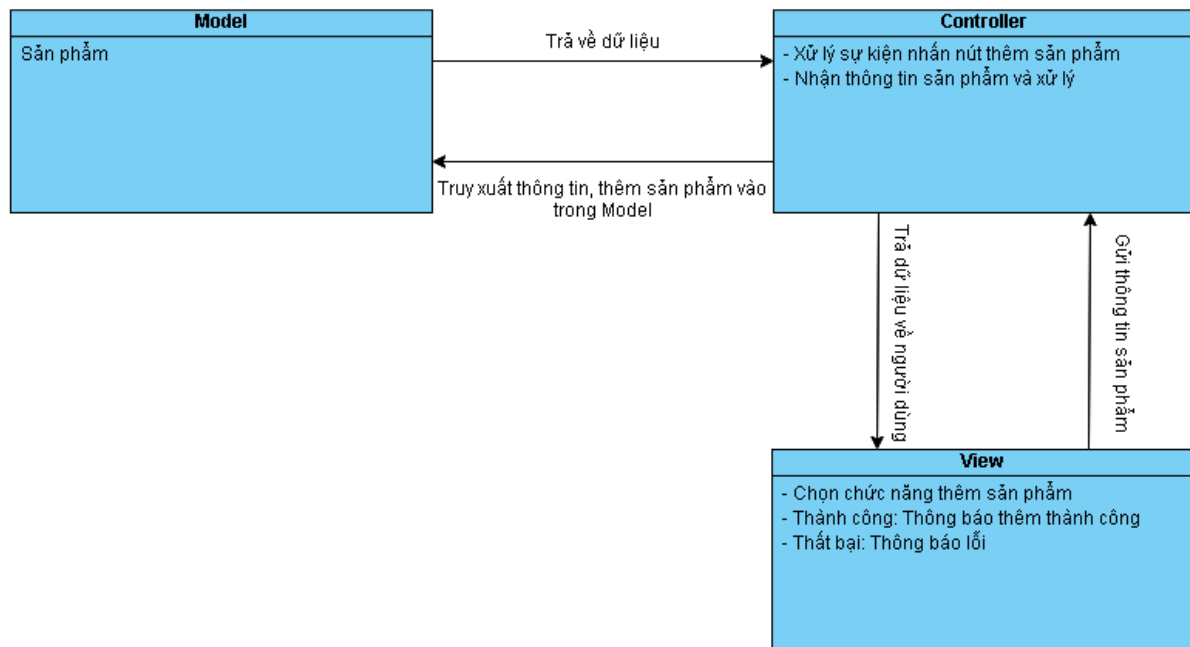 Model
Sản phẩm
Trả về dữ liệu
Controller
- Xử lý sự kiện nhấn nút thêm sản phẩm
- Nhận thông tin sản phẩm và xử lý
Truy xuất thông tin, thêm sản phẩm vào
trong Model
Trả dữ liệu về người dùng
Gửi thông tin sản phẩm
View
- Chọn chức năng thêm sản phẩm
- Thành công: Thông báo thêm thành công
- Thất bại: Thông báo lỗi